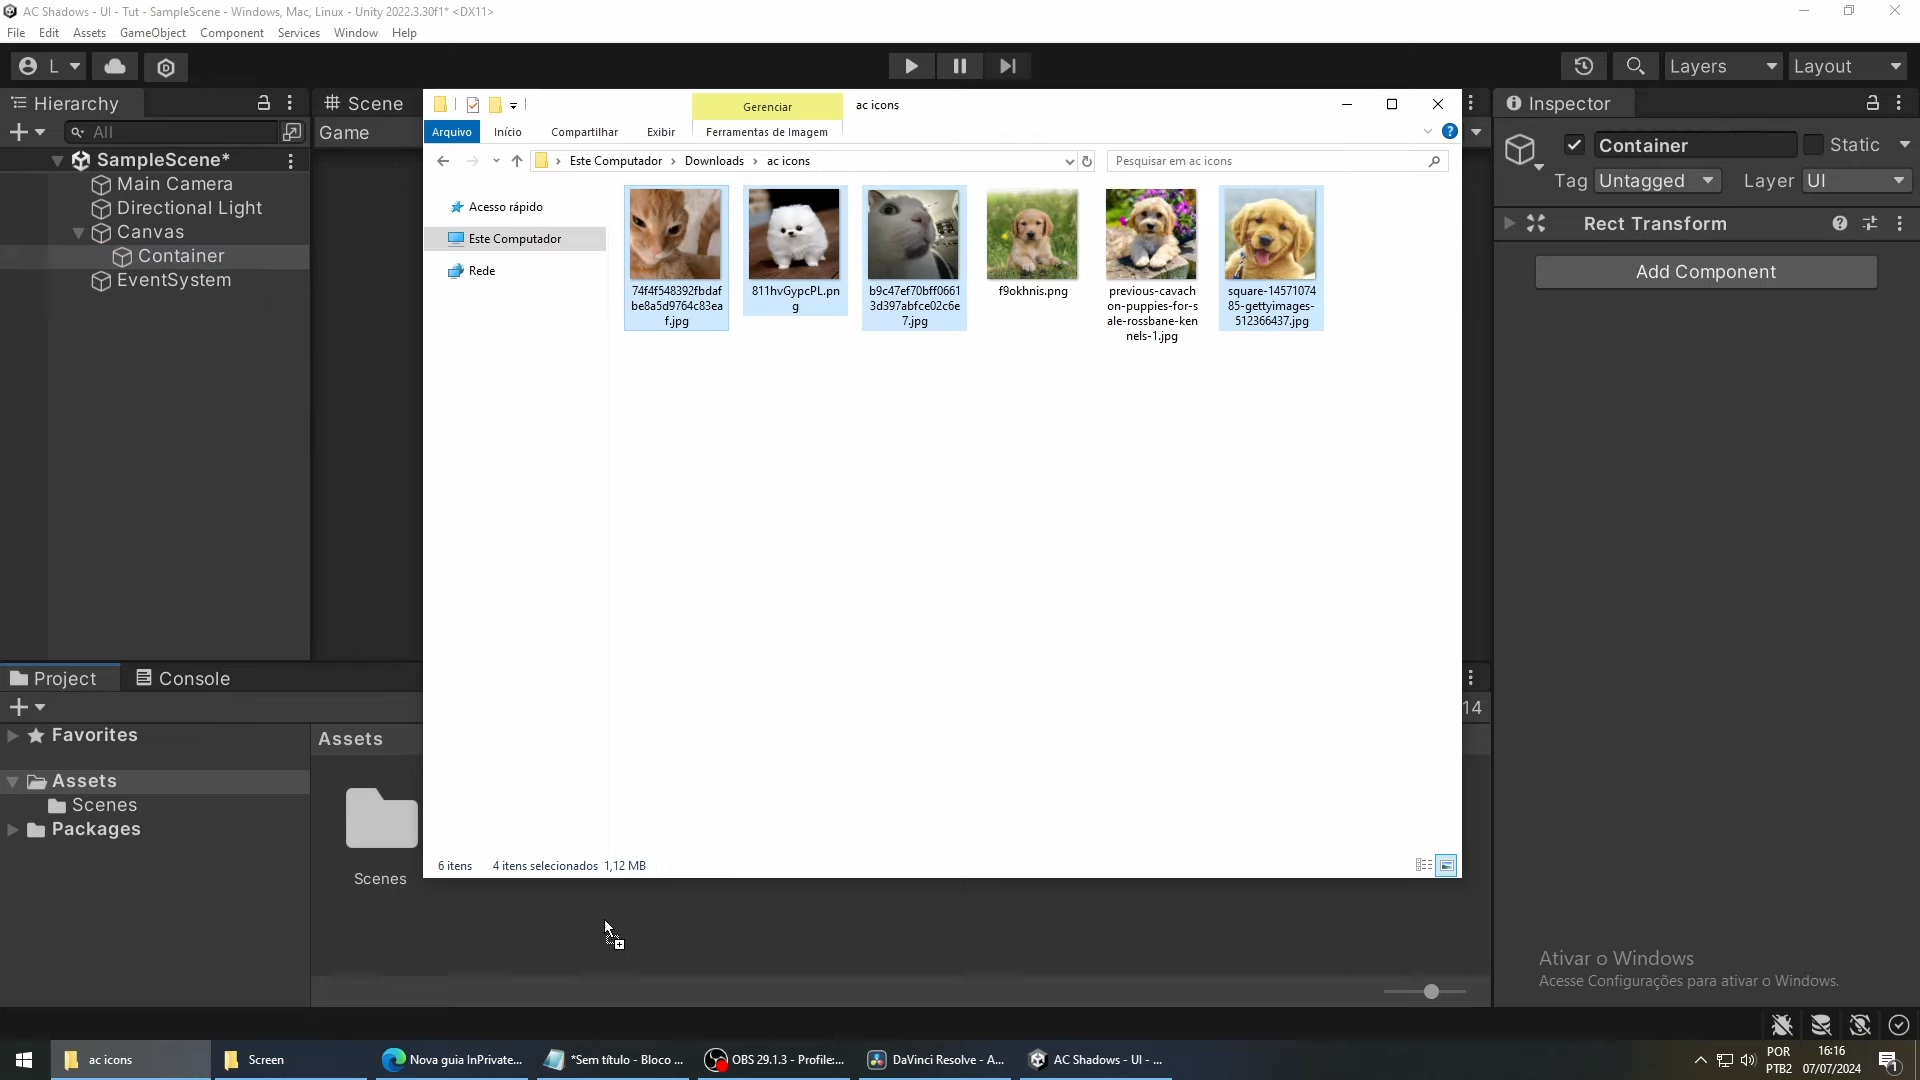 AC Shadows - UI - Tut - SampleScene - Windows, Mac, Linux - Unity 2022.3.30f1* <DX11>
File Edit Assets GameObject Component Services Window Help
L
Layers
Layout
Hierarchy
All
SampleScene*
Main Camera
Directional Light
Canvas
Container
EventSystem
Scene
Game
Gerenciar
ac icons
Arquivo Início Compartilhar Exibir Ferramentas de Imagem
Este Computador > Downloads > ac icons
Pesquisar em ac icons
Acesso rápido
Este Computador
Rede
74f4f548392fbdaf
be8a5d9764c83ea
f.jpg
811hvGypcPL.pn
g
b9c47ef70bff0661
3d397abfce02c6e
7.jpg
f9okhnis.png
previous-cavach
on-puppies-for-s
ale-rossbane-ken
nels-1.jpg
square-14571074
85-gettyimages-
512366437.jpg
6 itens 4 itens selecionados 1,12 MB
Inspector
Container
Static
Tag Untagged Layer UI
Rect Transform
Add Component
Project
Console
14
Favorites
Assets
Scenes
Packages
Assets
Scenes
Ativar o Windows
Acesse Configurações para ativar o Windows.
ac icons
Screen
Nova guia InPrivate...
*Sem título - Bloco ...
OBS 29.1.3 - Profile:...
DaVinci Resolve - A...
AC Shadows - UI - ...
POR
PTB2
16:16
07/07/2024
1